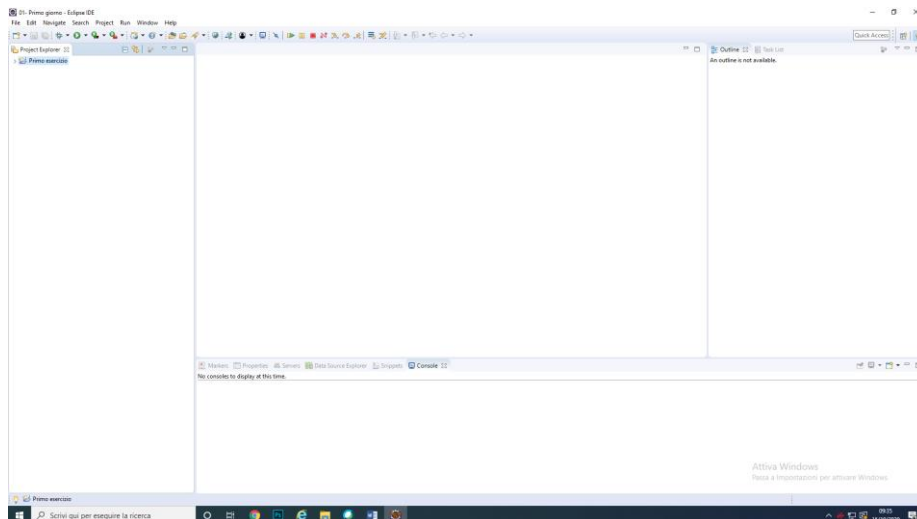 01- Primo giorno - Eclipse IDE
File Edit Navigate Search Project Run Window Help
Quick Access
Project Explorer
Outline Task List
Primo esercizio
An outline is not available.
Markers Properties Servers Data Source Explorer Snippets Console
No consoles to display at this time.
Attiva Windows
Passa a Impostazioni per attivare Windows.
Primo esercizio
Scrivi qui per eseguire la ricerca
09:35